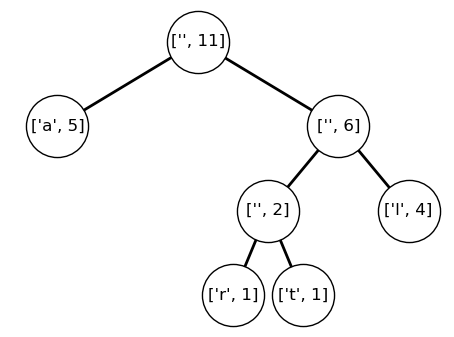 ['', 11]
['a', 5]
['', 6]
['', 2]
['l', 4]
['r', 1]
['t', 1]